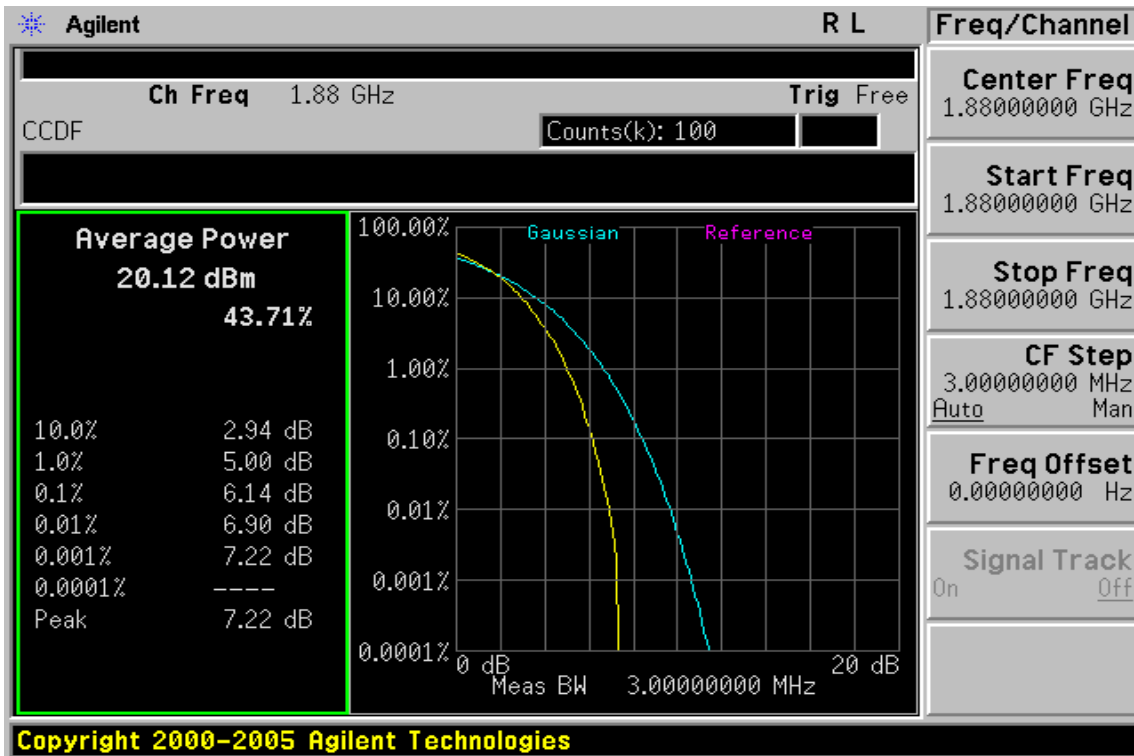 Agilent
R L
Freq/Channel
Ch Freq 1.88 GHz
Trig Free
CCDF
Counts(k): 100
Center Freq
1.88000000 GHz
Start Freq
1.88000000 GHz
Stop Freq
1.88000000 GHz
CF Step
3.00000000 MHz
Auto Man
Freq Offset
0.00000000 Hz
Signal Track
On Off
Average Power
20.12 dBm
43.71%
10.0% 2.94 dB
1.0% 5.00 dB
0.1% 6.14 dB
0.01% 6.90 dB
0.001% 7.22 dB
0.0001% ----
Peak 7.22 dB
Gaussian
Reference
100.00%
10.00%
1.00%
0.10%
0.01%
0.001%
0.0001%
0 dB
20 dB
Meas BW 3.00000000 MHz
Copyright 2000-2005 Agilent Technologies